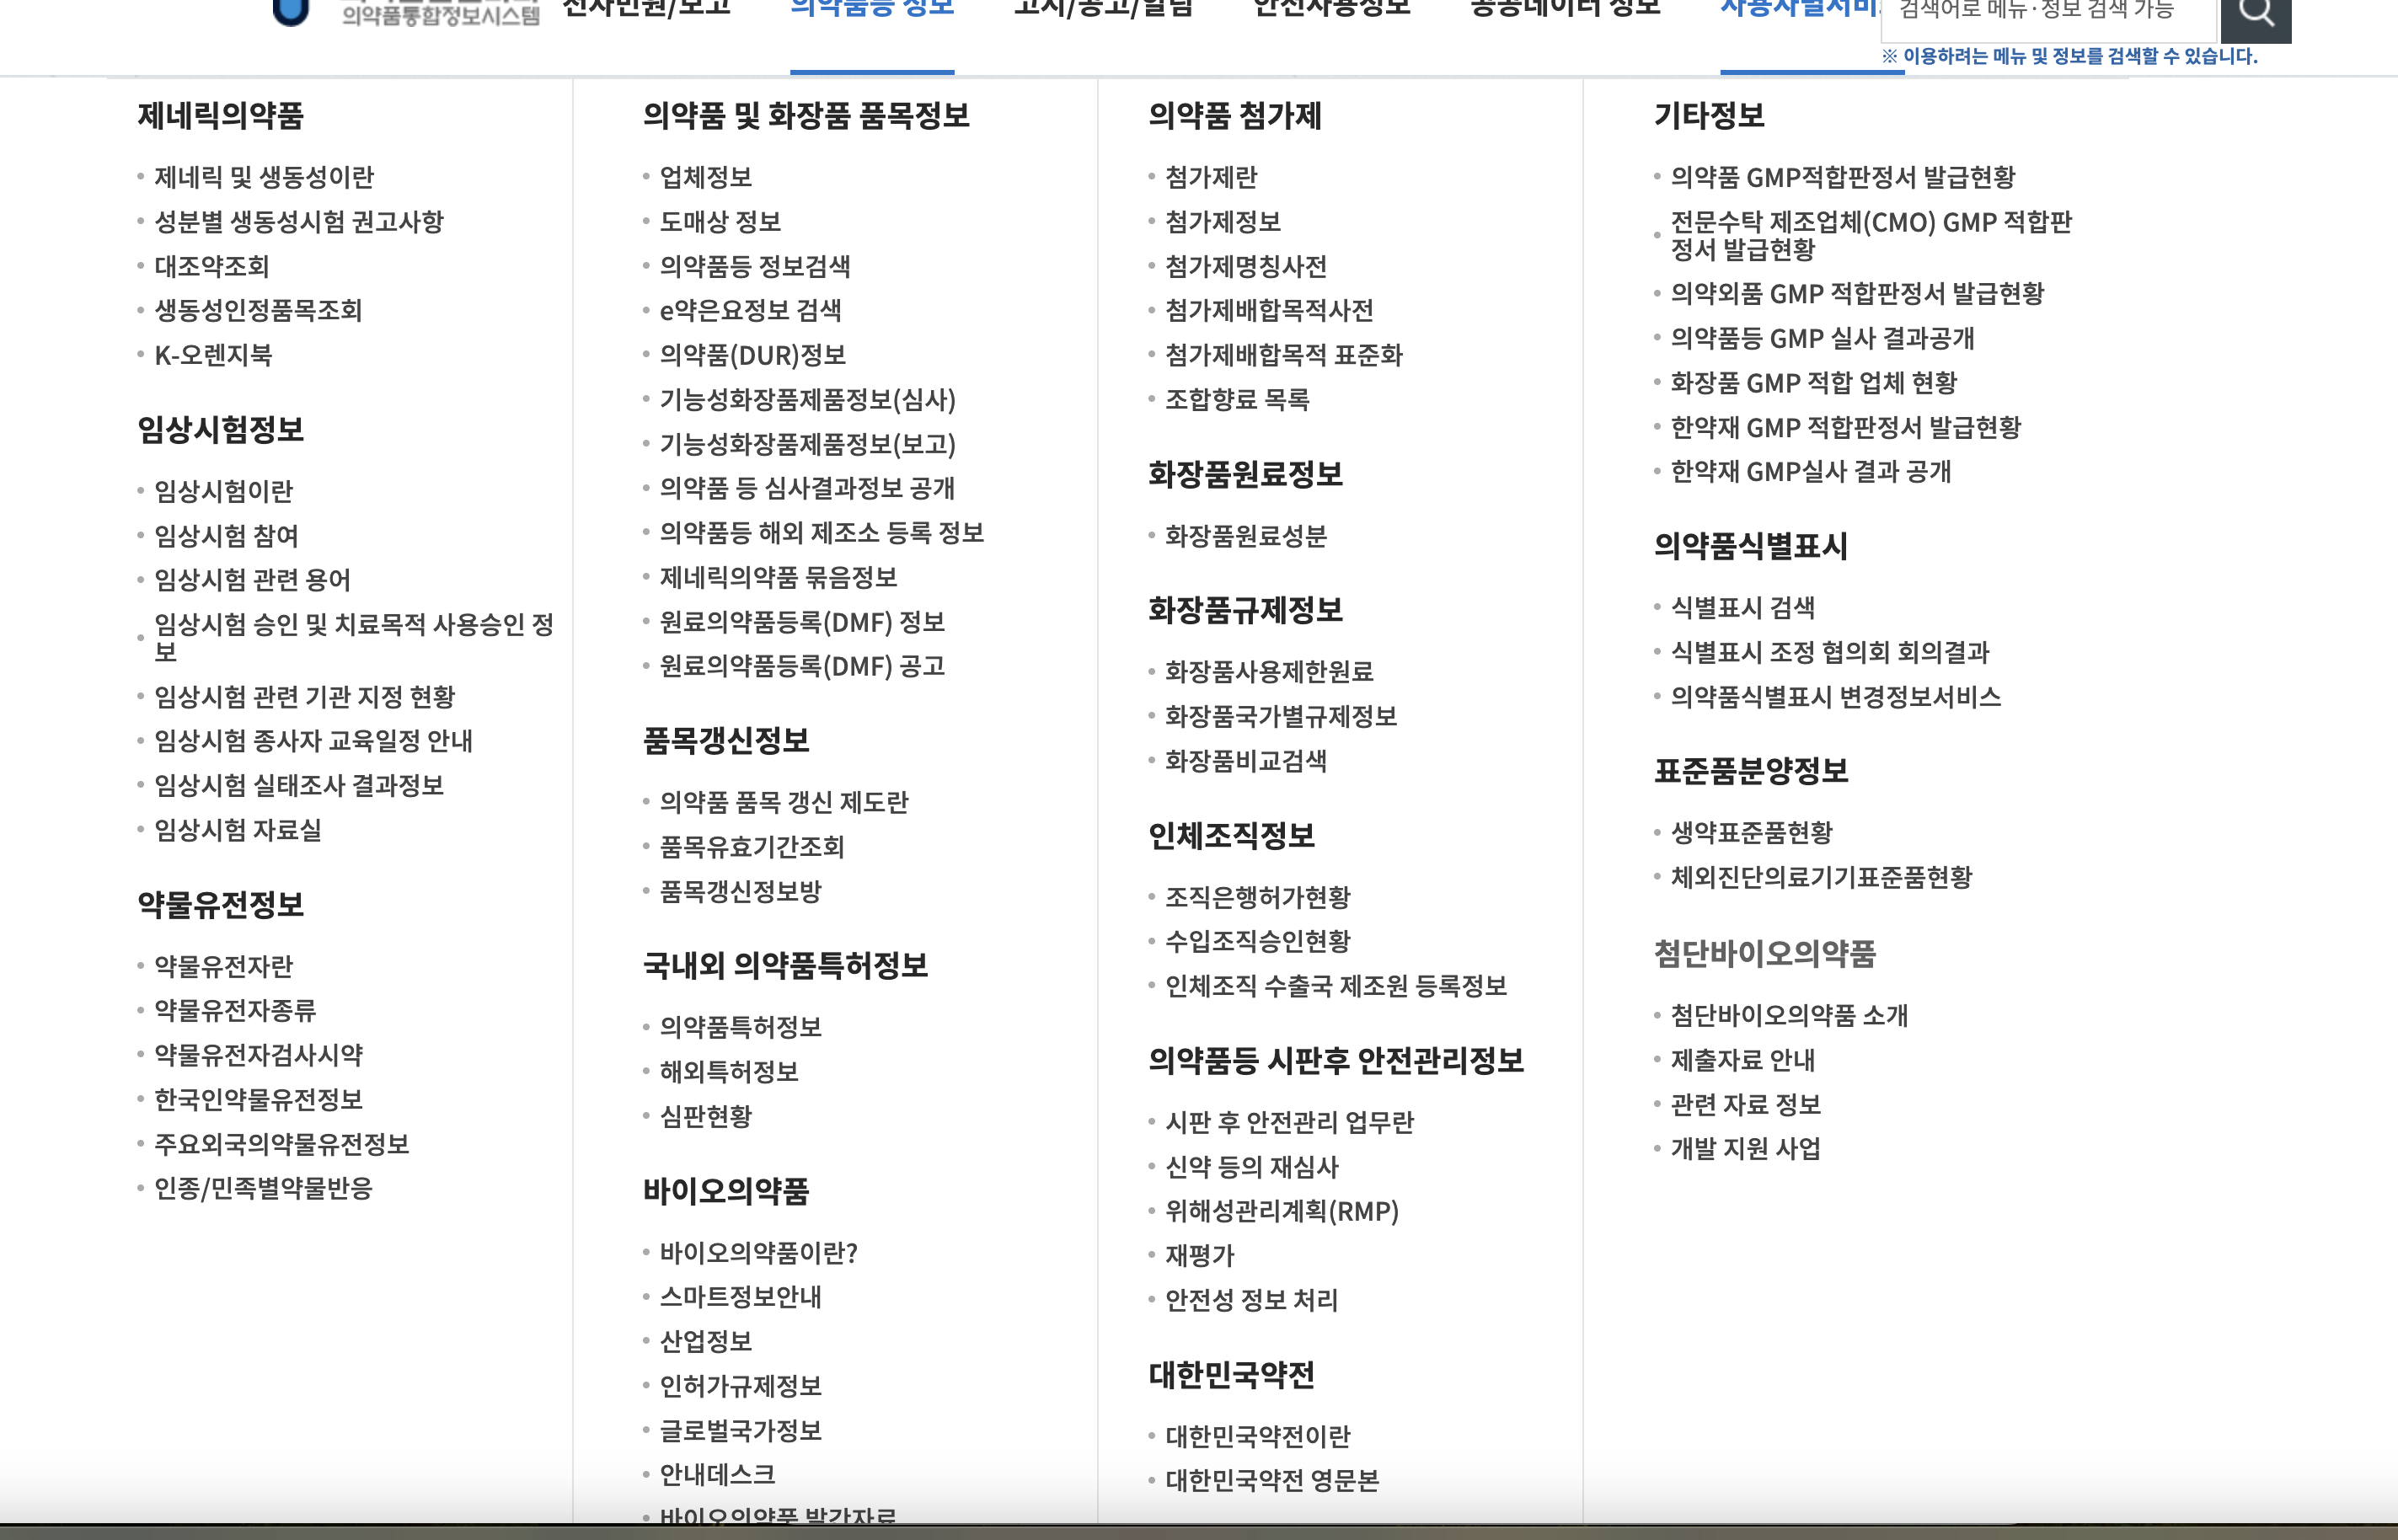 의약품통합정보시스템
전자민원/보고
의약품등 정보
고시/공고/알림
안전사용정보
공공데이터 정보
사용자별서비
검색어로 메뉴·정보 검색 가능
※ 이용하려는 메뉴 및 정보를 검색할 수 있습니다.
제네릭의약품
• 제네릭 및 생동성이란
• 성분별 생동성시험 권고사항
• 대조약조회
• 생동성인정품목조회
• K-오렌지북
임상시험정보
• 임상시험이란
• 임상시험 참여
• 임상시험 관련 용어
• 임상시험 승인 및 치료목적 사용승인 정
보
• 임상시험 관련 기관 지정 현황
• 임상시험 종사자 교육일정 안내
• 임상시험 실태조사 결과정보
• 임상시험 자료실
약물유전정보
• 약물유전자란
• 약물유전자종류
• 약물유전자검사시약
• 한국인약물유전정보
• 주요외국의약물유전정보
• 인종/민족별약물반응
의약품 및 화장품 품목정보
• 업체정보
• 도매상 정보
• 의약품등 정보검색
• e약은요정보 검색
• 의약품(DUR)정보
• 기능성화장품제품정보(심사)
• 기능성화장품제품정보(보고)
• 의약품 등 심사결과정보 공개
• 의약품등 해외 제조소 등록 정보
• 제네릭의약품 묶음정보
• 원료의약품등록(DMF) 정보
• 원료의약품등록(DMF) 공고
품목갱신정보
• 의약품 품목 갱신 제도란
• 품목유효기간조회
• 품목갱신정보방
국내외 의약품특허정보
• 의약품특허정보
• 해외특허정보
• 심판현황
바이오의약품
• 바이오의약품이란?
• 스마트정보안내
• 산업정보
• 인허가규제정보
• 글로벌국가정보
• 안내데스크
• 바이오의약품 발간자료
의약품 첨가제
• 첨가제란
• 첨가제정보
• 첨가제명칭사전
• 첨가제배합목적사전
• 첨가제배합목적 표준화
• 조합향료 목록
화장품원료정보
• 화장품원료성분
화장품규제정보
• 화장품사용제한원료
• 화장품국가별규제정보
• 화장품비교검색
인체조직정보
• 조직은행허가현황
• 수입조직승인현황
• 인체조직 수출국 제조원 등록정보
의약품등 시판후 안전관리정보
• 시판 후 안전관리 업무란
• 신약 등의 재심사
• 위해성관리계획(RMP)
• 재평가
• 안전성 정보 처리
대한민국약전
• 대한민국약전이란
• 대한민국약전 영문본
기타정보
• 의약품 GMP적합판정서 발급현황
• 전문수탁 제조업체(CMO) GMP 적합판
정서 발급현황
• 의약외품 GMP 적합판정서 발급현황
• 의약품등 GMP 실사 결과공개
• 화장품 GMP 적합 업체 현황
• 한약재 GMP 적합판정서 발급현황
• 한약재 GMP실사 결과 공개
의약품식별표시
• 식별표시 검색
• 식별표시 조정 협의회 회의결과
• 의약품식별표시 변경정보서비스
표준품분양정보
• 생약표준품현황
• 체외진단의료기기표준품현황
첨단바이오의약품
• 첨단바이오의약품 소개
• 제출자료 안내
• 관련 자료 정보
• 개발 지원 사업